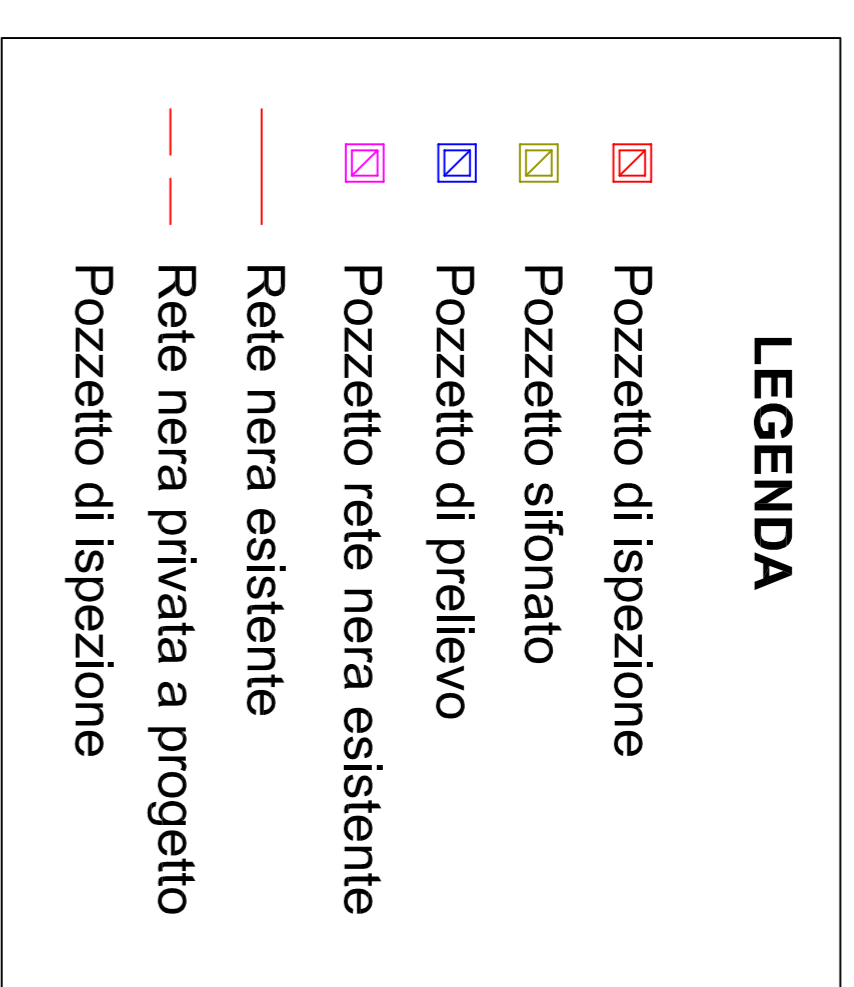 LEGENDA
Pozzetto di ispezione
Pozzetto sifonato
Pozzetto di prelievo
Pozzetto rete nera esistente
Rete nera esistente
Rete nera privata a progetto
Pozzetto di ispezione